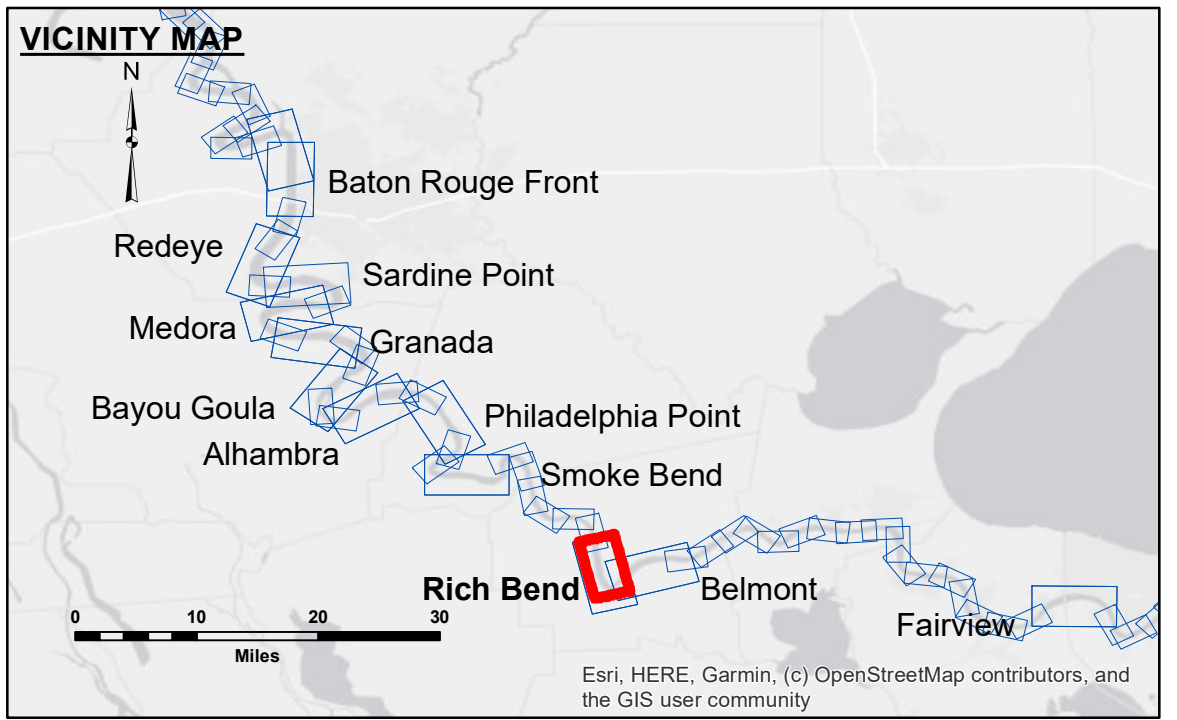 VICINITY MAP
N
Baton Rouge Front
Redeye
Sardine Point
Medora
Granada
Bayou Goula
Philadelphia Point
Alhambra
Smoke Bend
Rich Bend
Belmont
Fairview
0 10 20 30
Miles
Esri, HERE, Garmin, (c) OpenStreetMap contributors, and
the GIS user community